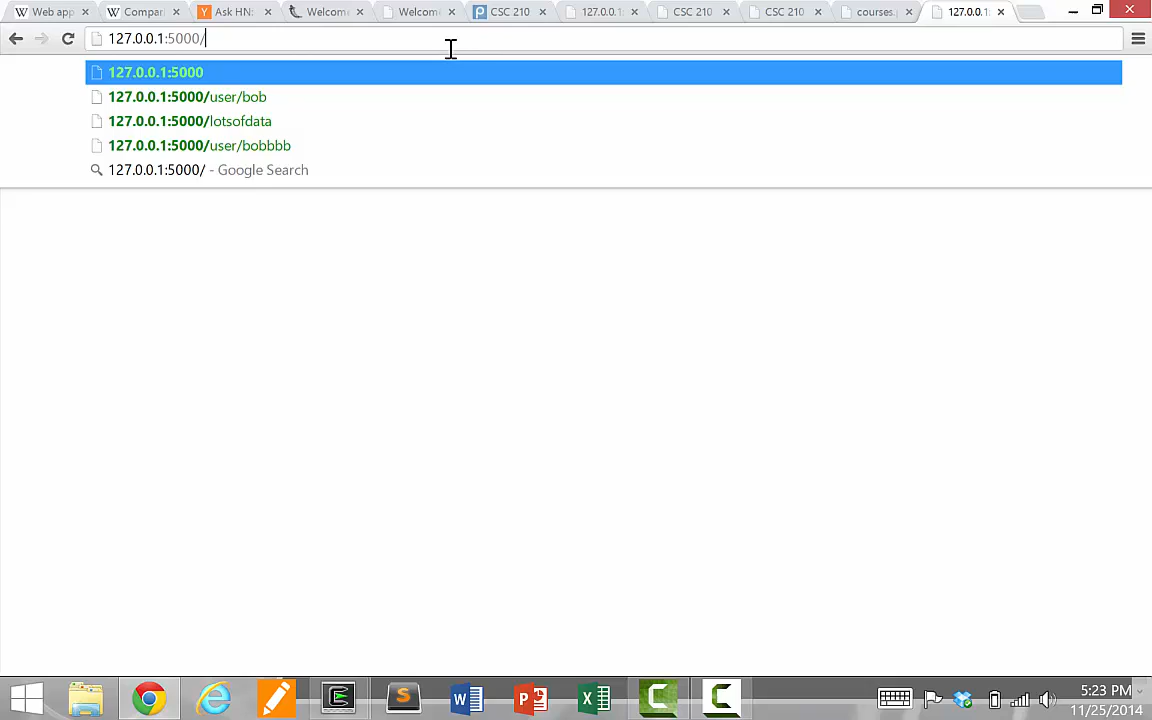 Web app Compar Ask HN: Welcome Welcome CSC 210 127.0.0.1: CSC 210 CSC 210 courses. 127.0.0.1:
127.0.0.1:5000/
127.0.0.1:5000
127.0.0.1:5000/user/bob
127.0.0.1:5000/lotsofdata
127.0.0.1:5000/user/bobbbb
127.0.0.1:5000/ - Google Search
5:23 PM
11/25/2014